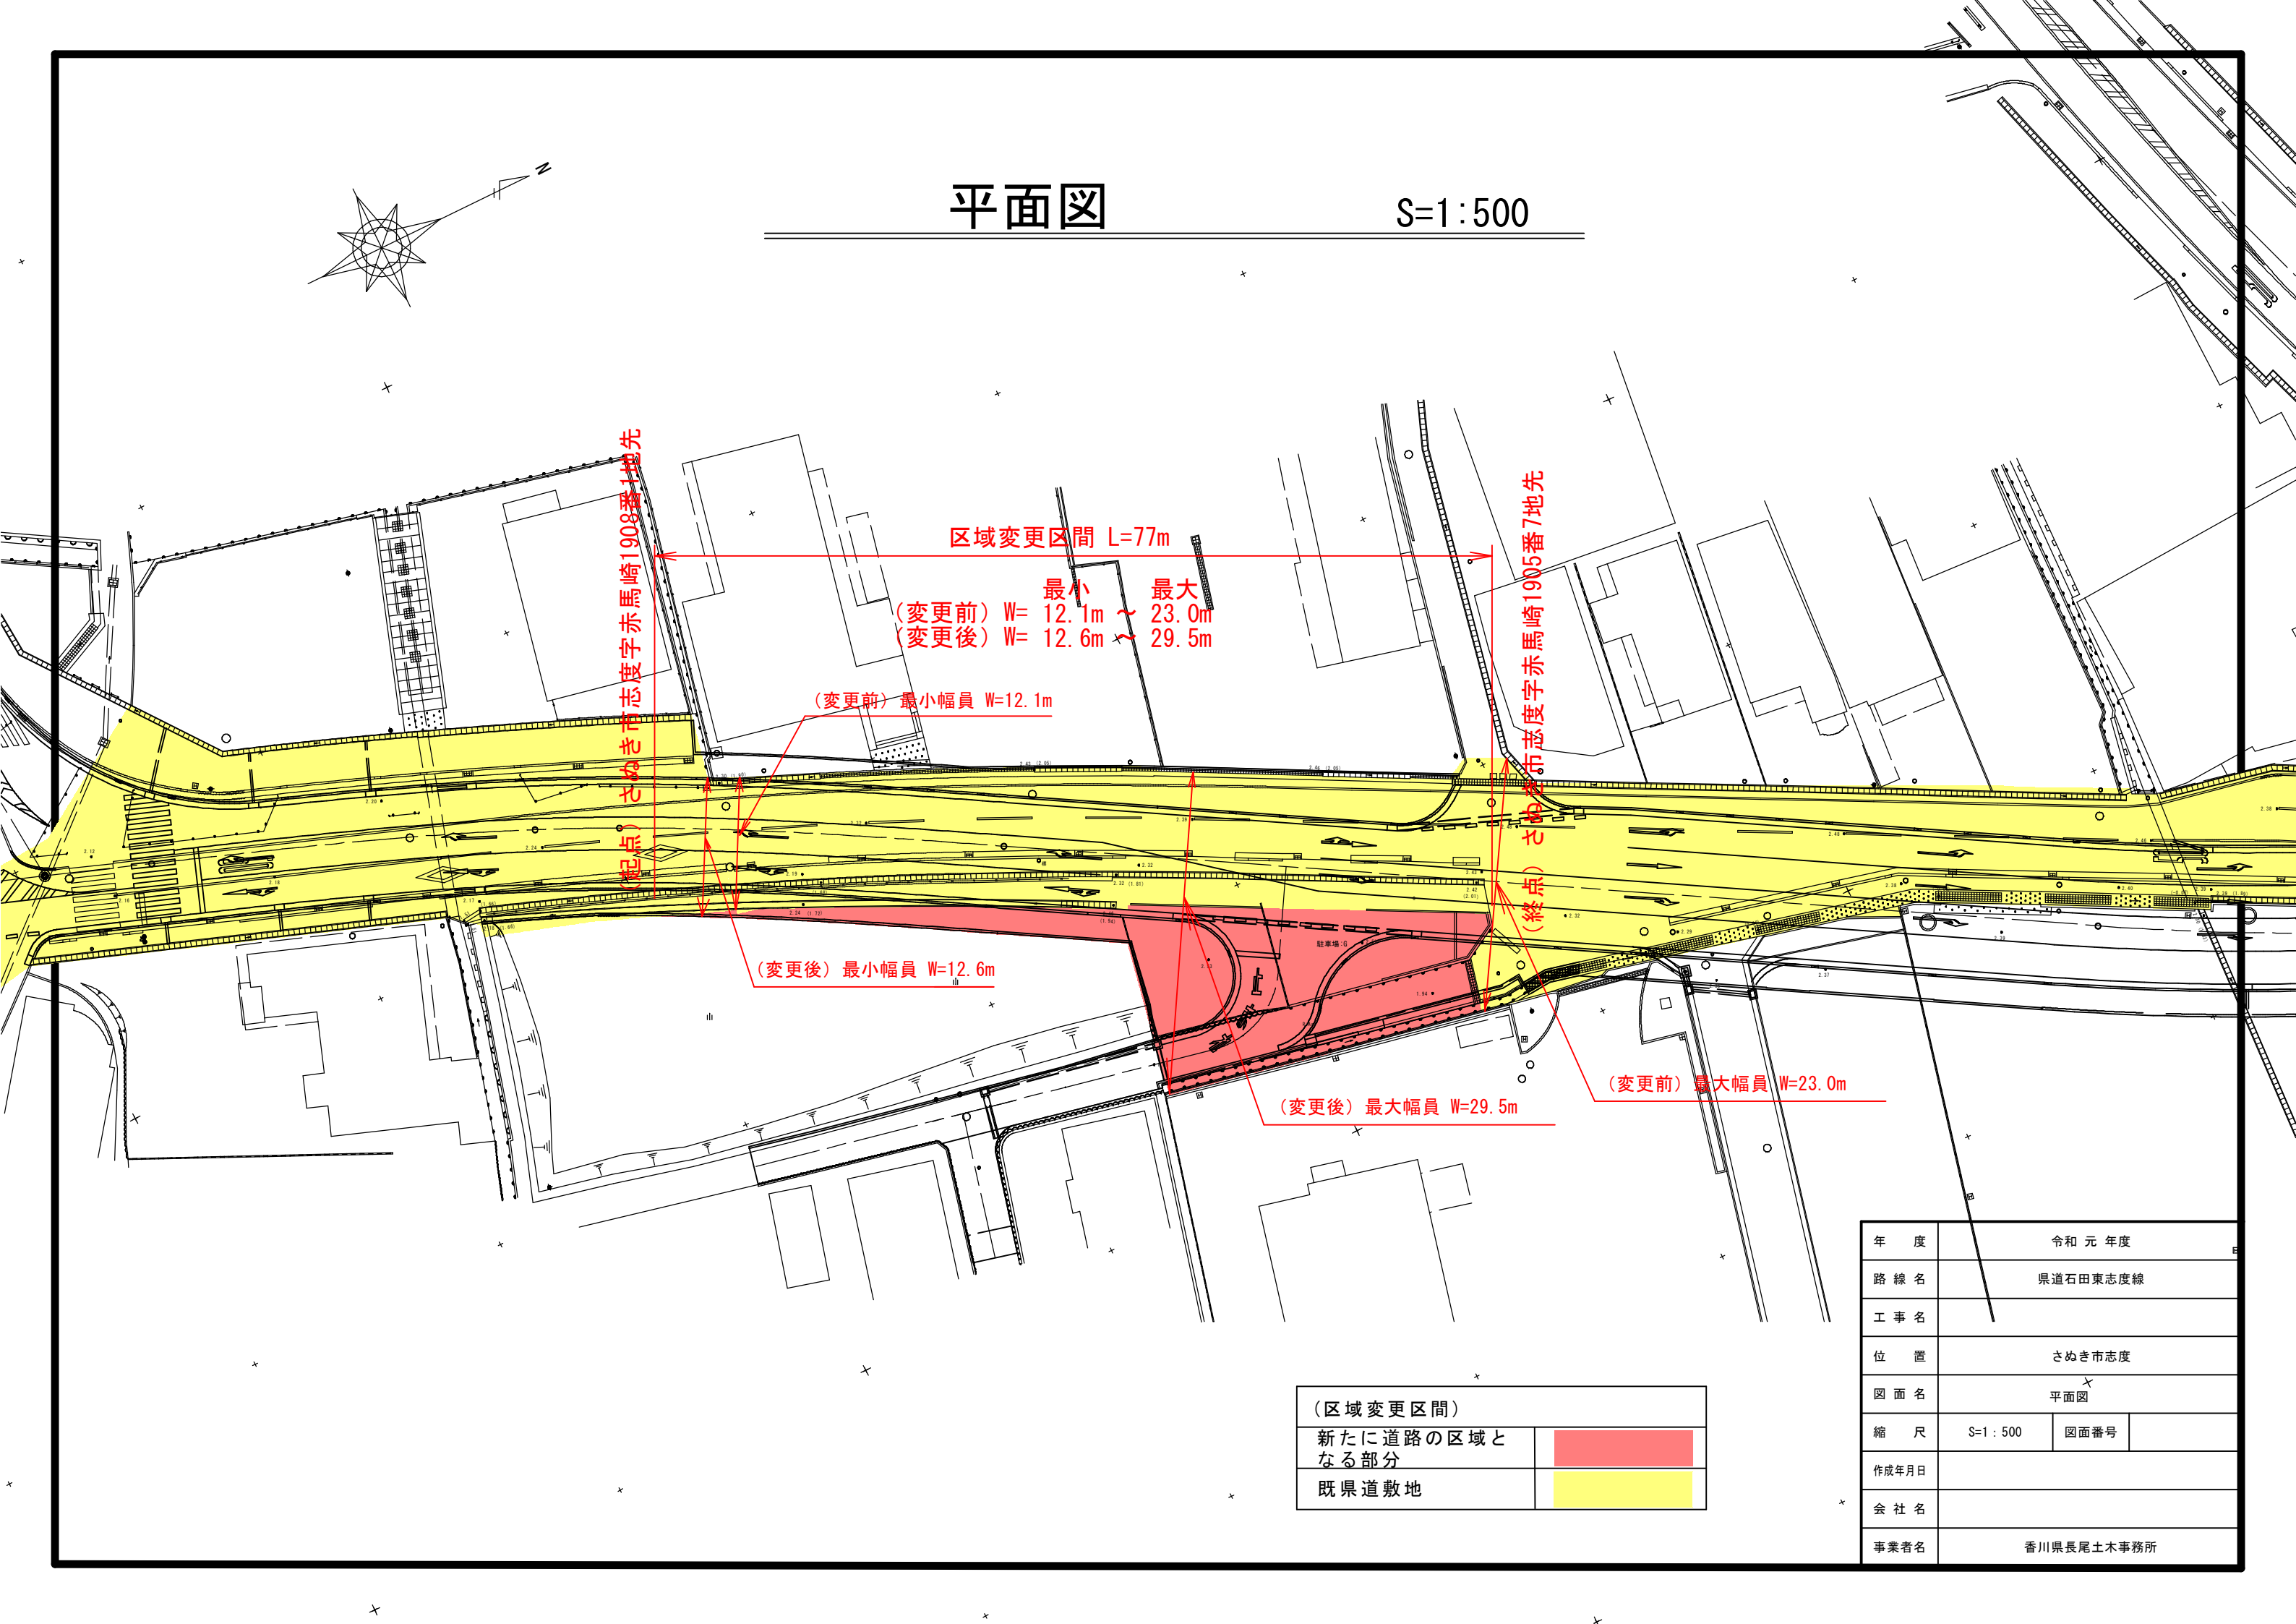 N
平面図 S=1:500
(起点) さぬき市志度字赤馬崎1908番11地先
(終点) さぬき市志度字赤馬崎1905番7地先
区域変更区間 L=77m
最小 最大
(変更前) W= 12.1m ～ 23.0m
(変更後) W= 12.6m ～ 29.5m
(変更前) 最小幅員 W=12.1m
(変更後) 最小幅員 W=12.6m
(変更後) 最大幅員 W=29.5m
(変更前) 最大幅員 W=23.0m
駐車場:G
(区域変更区間)
新たに道路の区域と
なる部分
既県道敷地
年度 令和 元 年度
路線名 県道石田東志度線
工事名
位置 さぬき市志度
図面名 平面図
縮尺 S=1：500 図面番号
作成年月日
会社名
事業者名 香川県長尾土木事務所